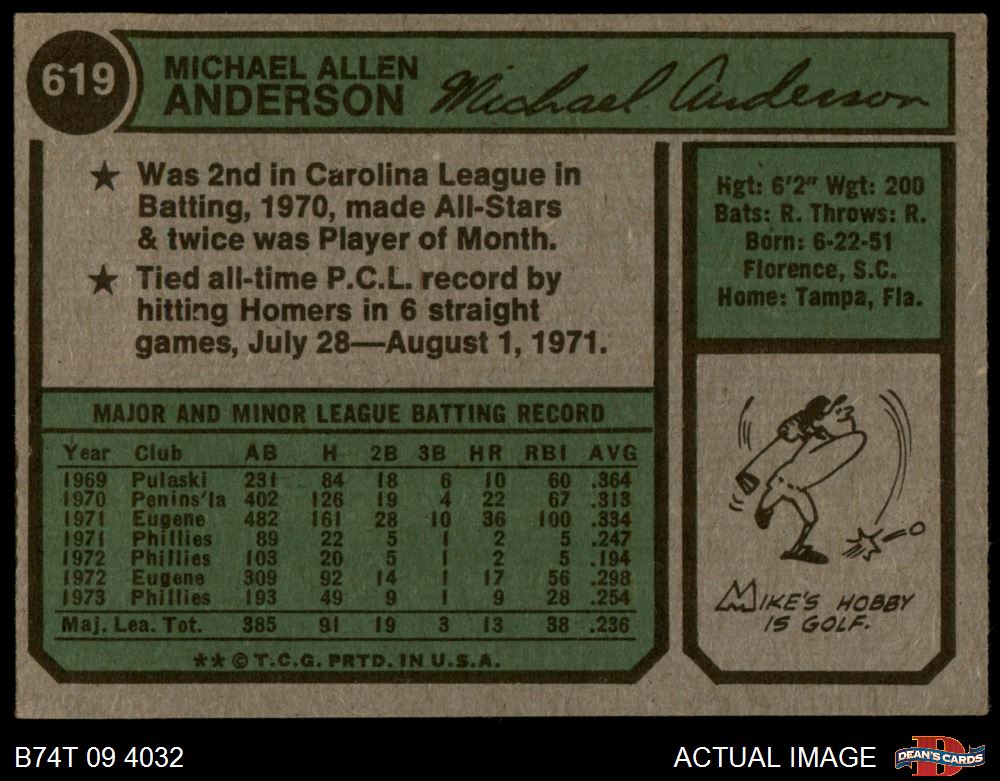 619
MICHAEL ALLEN
ANDERSON
Michael Anderson
★ Was 2nd in Carolina League in
Batting, 1970, made All-Stars
& twice was Player of Month.
★ Tied all-time P.C.L. record by
hitting Homers in 6 straight
games, July 28—August 1, 1971.
Hgt: 6'2" Wgt: 200
Bats: R. Throws: R.
Born: 6-22-51
Florence, S.C.
Home: Tampa, Fla.
MAJOR AND MINOR LEAGUE BATTING RECORD
Year Club AB H 2B 3B HR RBI AVG
1969 Pulaski 231 84 18 6 10 60 .364
1970 Penins'la 402 126 19 4 22 67 .313
1971 Eugene 482 161 28 10 36 100 .334
1971 Phillies 89 22 5 1 2 5 .247
1972 Phillies 103 20 5 1 2 5 .194
1972 Eugene 309 92 14 1 17 56 .298
1973 Phillies 193 49 9 1 9 28 .254
Maj. Lea. Tot. 385 91 19 3 13 38 .236
** © T.C.G. PRTD. IN U.S.A.
MIKE'S HOBBY
IS GOLF.
B74T 09 4032
ACTUAL IMAGE
D
DEAN'S CARDS